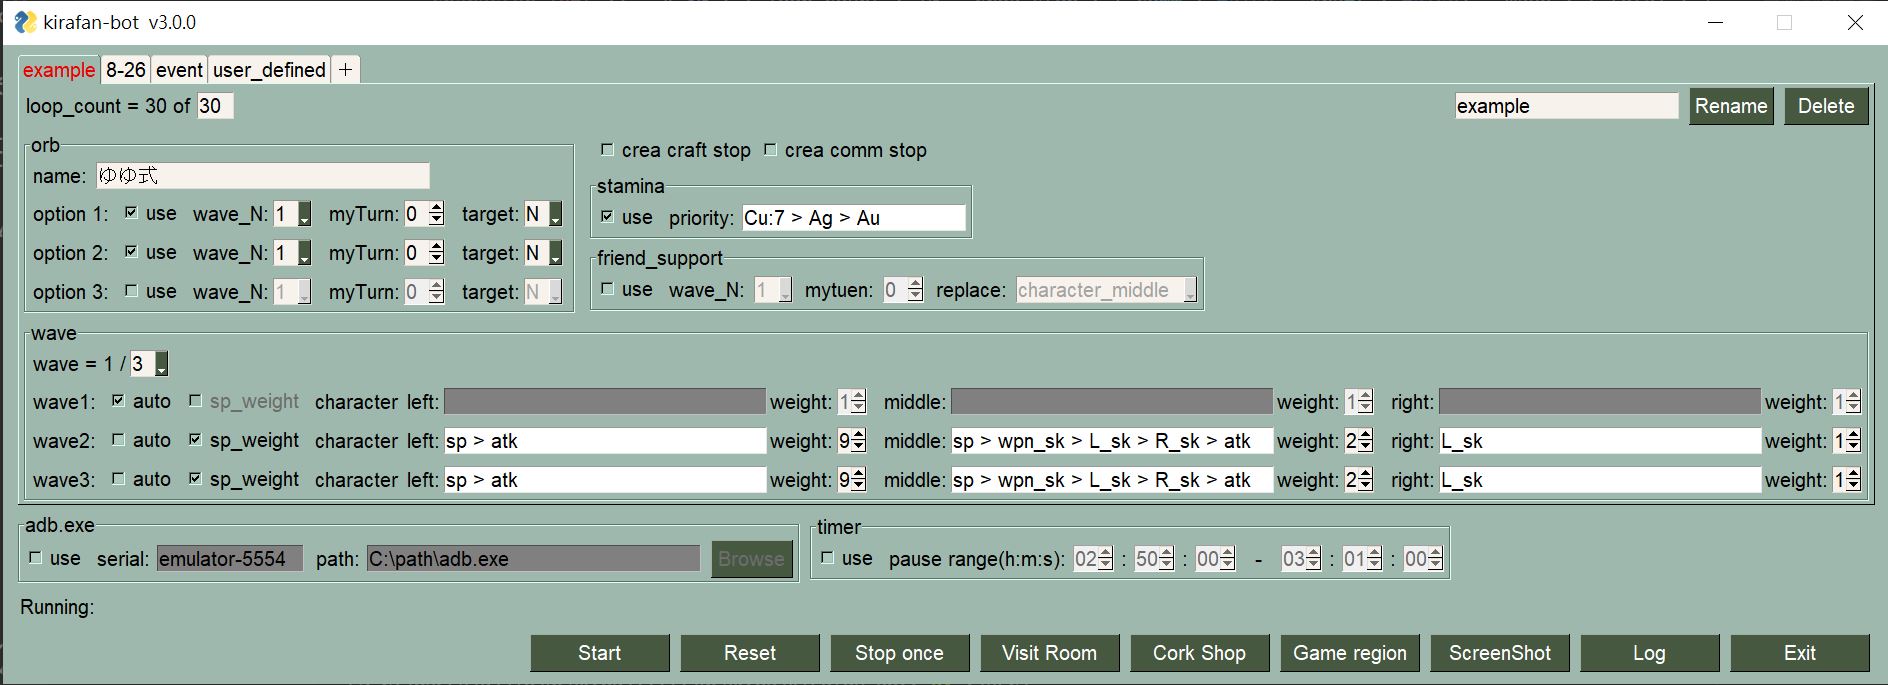 kirafan-bot v3.0.0
example 8-26 event user_defined +
loop_count = 30 of 30 example Rename Delete
orb
name: ゆゆ式
option 1: use wave_N: 1 myTurn: 0 target: N
option 2: use wave_N: 1 myTurn: 0 target: N
option 3: use wave_N: 1 myTurn: 0 target: N
crea craft stop crea comm stop
stamina
use priority: Cu:7 > Ag > Au
friend_support
use wave_N: 1 mytuen: 0 replace: character_middle
wave
wave = 1 / 3
wave1: auto sp_weight character left: weight: 1 middle: weight: 1 right: weight: 1
wave2: auto sp_weight character left: sp > atk weight: 9 middle: sp > wpn_sk > L_sk > R_sk > atk weight: 2 right: L_sk weight: 1
wave3: auto sp_weight character left: sp > atk weight: 9 middle: sp > wpn_sk > L_sk > R_sk > atk weight: 2 right: L_sk weight: 1
adb.exe
use serial: emulator-5554 path: C:\path\adb.exe Browse
timer
use pause range(h:m:s): 02 : 50 : 00 - 03 : 01 : 00
Running:
Start Reset Stop once Visit Room Cork Shop Game region ScreenShot Log Exit